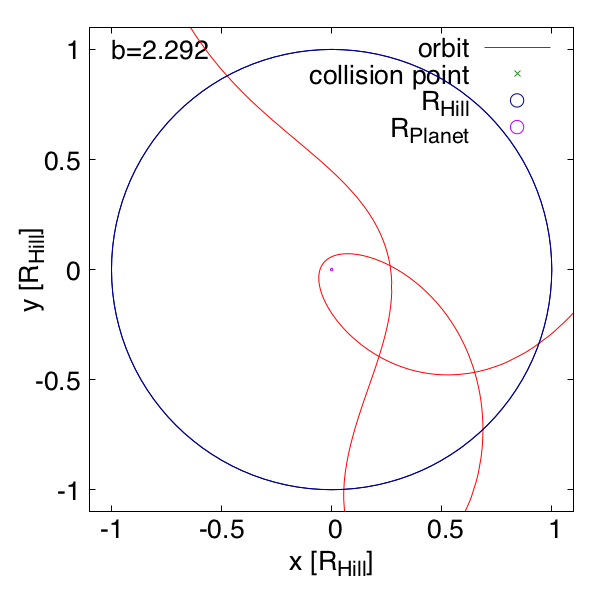 b=2.292
orbit
collision point
R_Hill
R_Planet
1
0.5
0
-0.5
-1
y [R_Hill]
-1 -0.5 0 0.5 1
x [R_Hill]